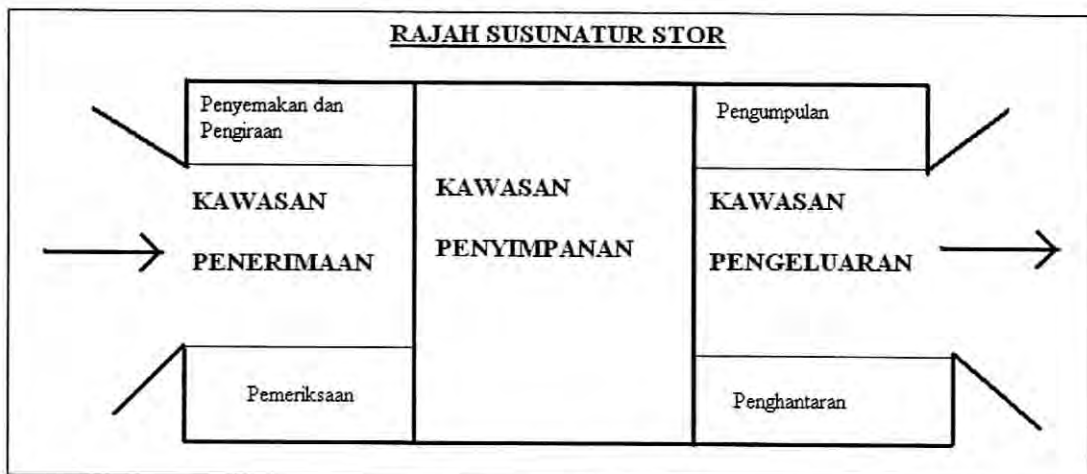 RAJAH SUSUNATUR STOR
Penyemakan dan
Pengiraan
KAWASAN
PENERIMAAN
Pemeriksaan
KAWASAN
PENYIMPANAN
Pengumpulan
KAWASAN
PENGELUARAN
Penghantaran